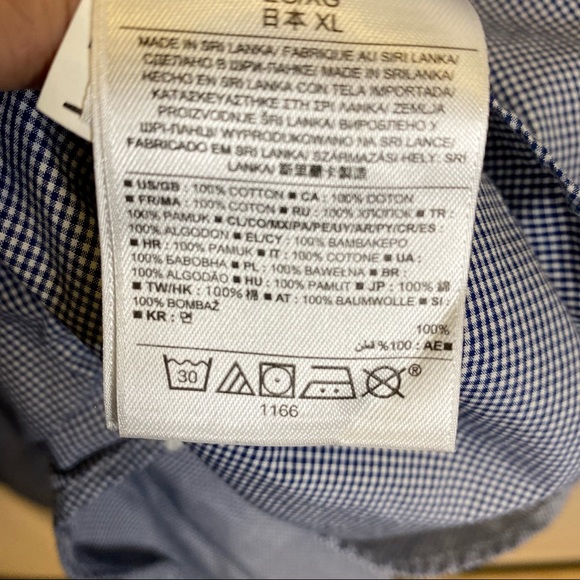 日本 XL
MADE IN SRI LANKA/ FABRIQUE AU SRI LANKA/
СДЕЛАНО В ШРИ-ЛАНКЕ/ MADE IN SRILANKA/
HECHO EN SRI LANKA CON TELA IMPORTADA/
ΚΑΤΑΣΚΕΥΑΣΤΗΚΕ ΣΤΗ ΣΡΙ ΛΑΝΚΑ/ ZEMLJA
PROIZVODNJE ŠRI LANKA/ ВИРОБЛЕНО У
ШРІ-ЛАНЦІ/ WYPRODUKOWANO NA SRI LANCE/
FABRICADO EM SRI LANKA/ SZÁRMAZÁSI HELY: SRI
LANKA/ 斯里蘭卡製造
■ US/GB : 100% COTTON ■ CA : 100% COTON
■ FR/MA : 100% COTON ■ RU : 100% ХЛОПОК ■ TR :
100% PAMUK ■ CL/CO/MX/PA/PE/UY/AR/PY/CR/ES :
100% ALGODON ■ EL/CY : 100% ΒΑΜΒΑΚΕΡΟ
■ HR : 100% PAMUK ■ IT : 100% COTONE ■ UA :
100% БАВОВНА ■ PL : 100% BAWEŁNA ■ BR :
100% ALGODÃO ■ HU : 100% PAMUT ■ JP : 100% 綿
■ TW/HK : 100% 棉 ■ AT : 100% BAUMWOLLE ■ SI :
100% BOMBAŽ
■ KR : 면
100%
■AE : 100% قطن
30 ®
1166